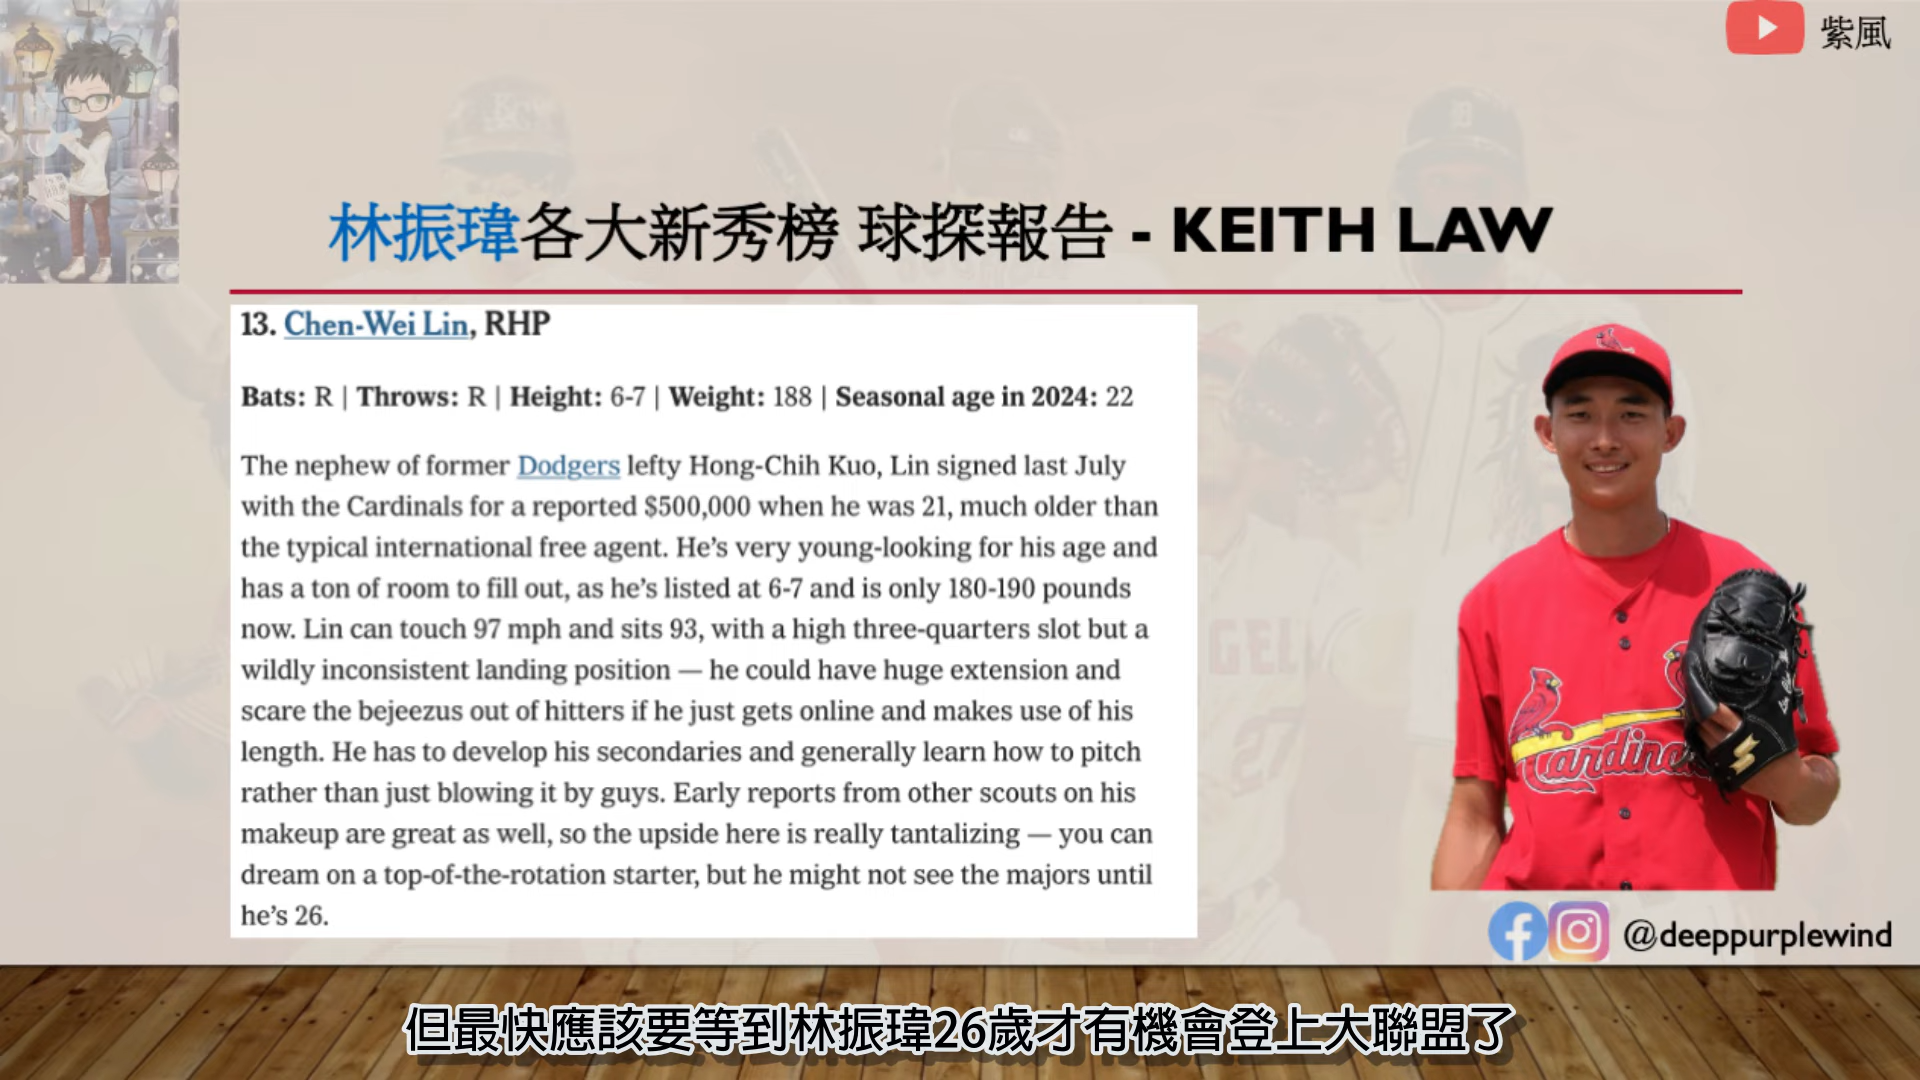 紫風
林振瑋各大新秀榜 球探報告 - KEITH LAW
13. Chen-Wei Lin, RHP
Bats: R | Throws: R | Height: 6-7 | Weight: 188 | Seasonal age in 2024: 22
The nephew of former Dodgers lefty Hong-Chih Kuo, Lin signed last July
with the Cardinals for a reported $500,000 when he was 21, much older than
the typical international free agent. He’s very young-looking for his age and
has a ton of room to fill out, as he’s listed at 6-7 and is only 180-190 pounds
now. Lin can touch 97 mph and sits 93, with a high three-quarters slot but a
wildly inconsistent landing position — he could have huge extension and
scare the bejeezus out of hitters if he just gets online and makes use of his
length. He has to develop his secondaries and generally learn how to pitch
rather than just blowing it by guys. Early reports from other scouts on his
makeup are great as well, so the upside here is really tantalizing — you can
dream on a top-of-the-rotation starter, but he might not see the majors until
he’s 26.
@deeppurplewind
但最快應該要等到林振瑋26歲才有機會登上大聯盟了